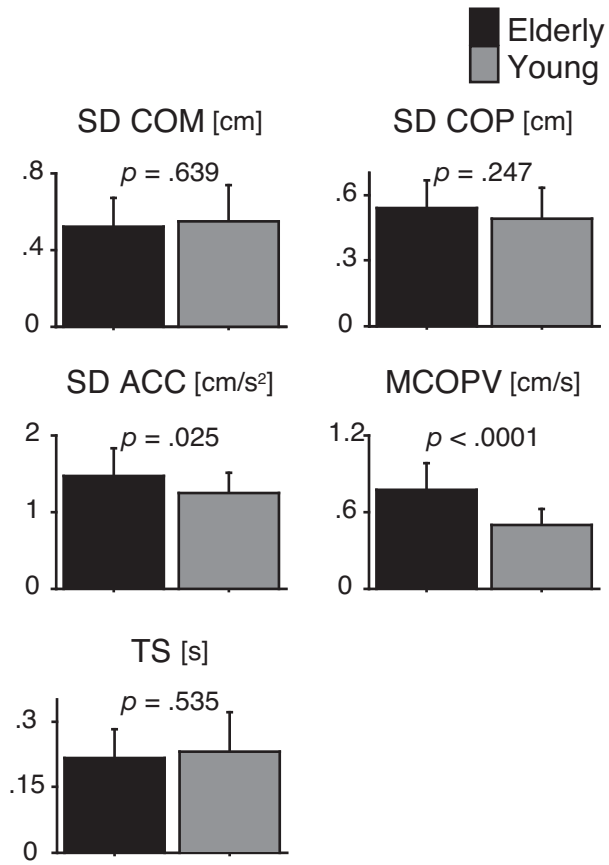 Elderly
Young
SD COM [cm]
.8
p = .639
.4
0
SD COP [cm]
.6
p = .247
.3
0
SD ACC [cm/s²]
2
p = .025
1
0
MCOPV [cm/s]
1.2
p < .0001
.6
0
TS [s]
.3
p = .535
.15
0